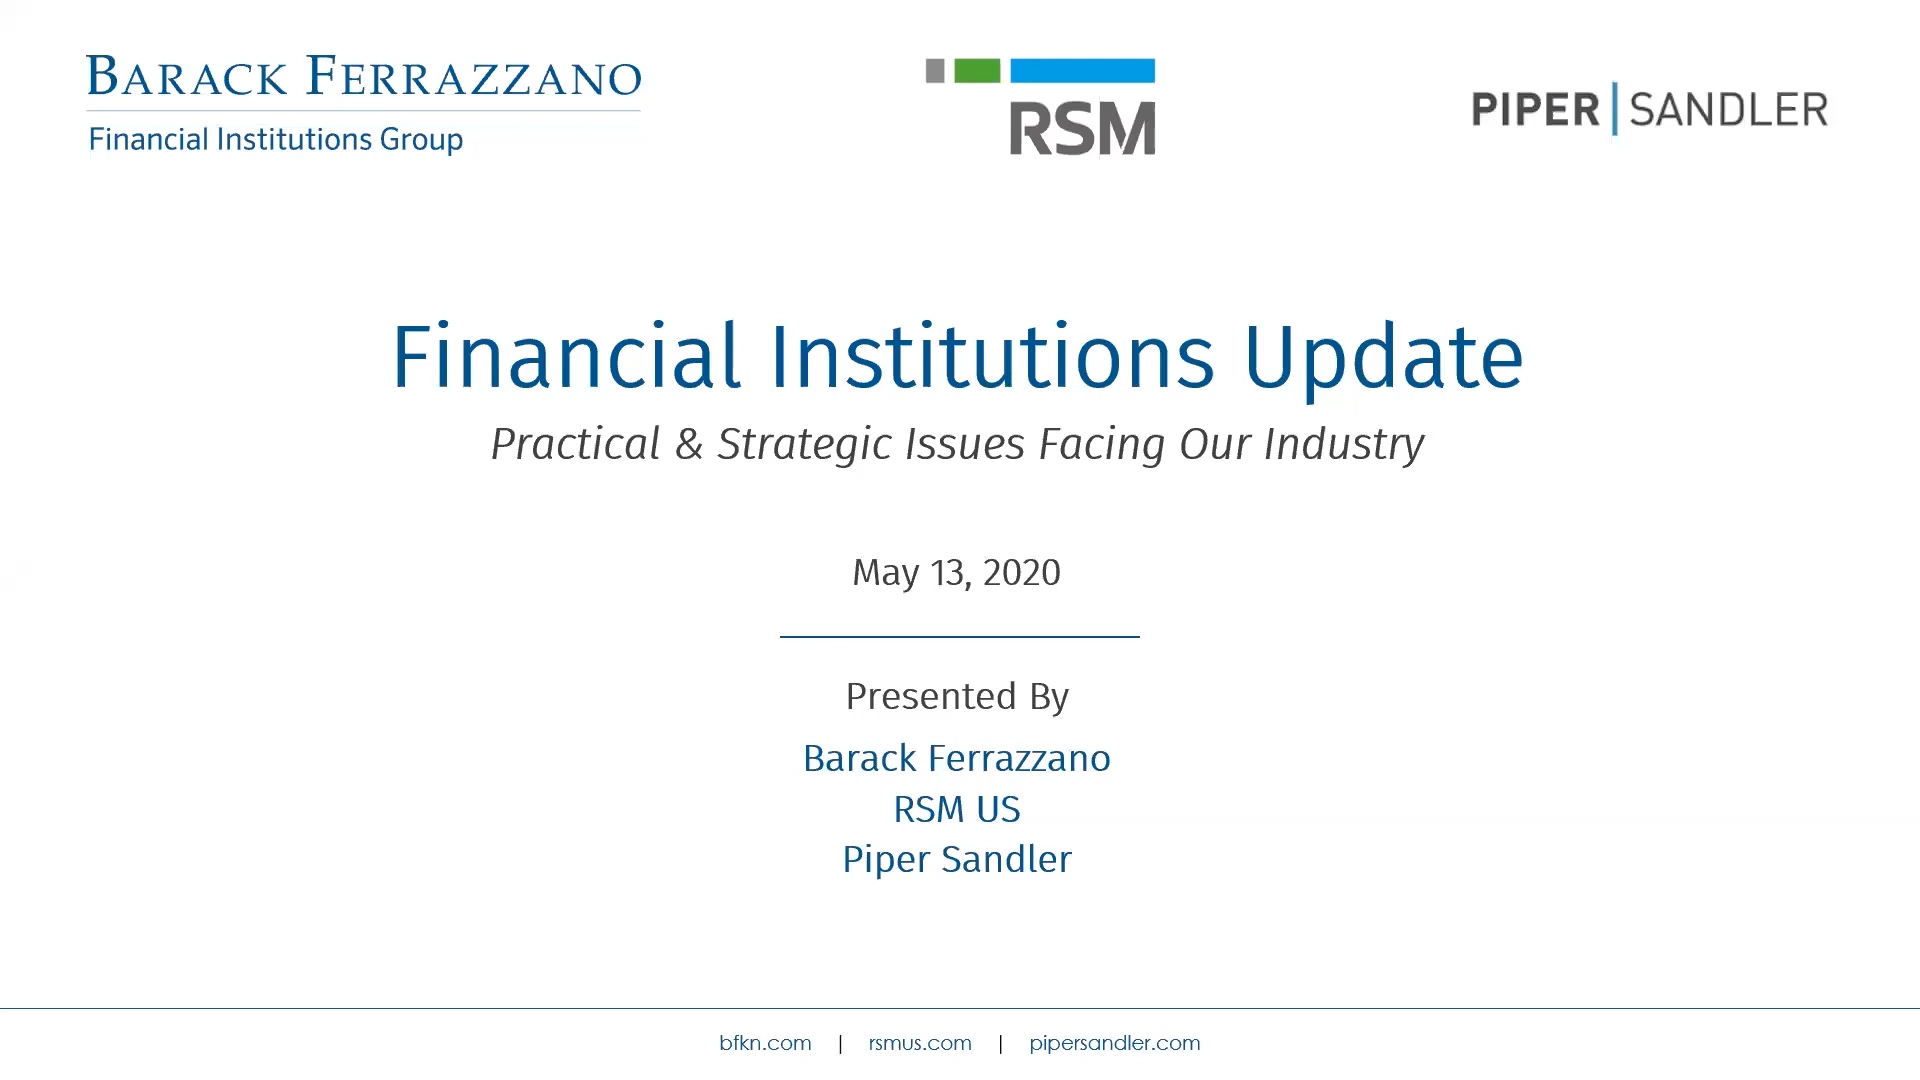 BARACK FERRAZZANO
Financial Institutions Group
RSM
PIPER | SANDLER
Financial Institutions Update
Practical & Strategic Issues Facing Our Industry
May 13, 2020
Presented By
Barack Ferrazzano
RSM US
Piper Sandler
bfkn.com | rsmus.com | pipersandler.com